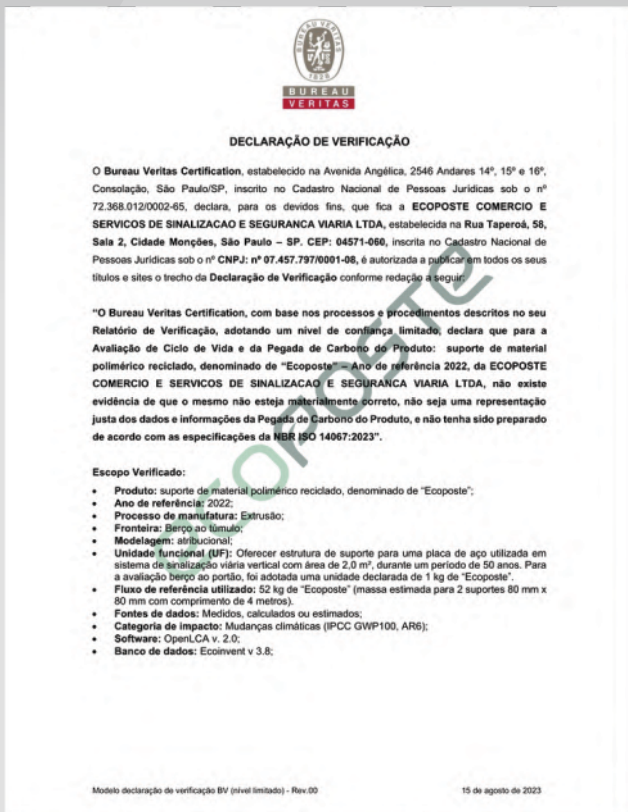 BUREAU VERITAS
1828
BUREAU
VERITAS
DECLARAÇÃO DE VERIFICAÇÃO
O Bureau Veritas Certification, estabelecido na Avenida Angélica, 2546 Andares 14º, 15º e 16º,
Consolação, São Paulo/SP, inscrito no Cadastro Nacional de Pessoas Jurídicas sob o nº
72.368.012/0002-65, declara, para os devidos fins, que fica a ECOPOSTE COMERCIO E
SERVICOS DE SINALIZACAO E SEGURANCA VIARIA LTDA, estabelecida na Rua Taperoá, 58,
Sala 2, Cidade Monções, São Paulo – SP. CEP: 04571-060, inscrita no Cadastro Nacional de
Pessoas Jurídicas sob o nº CNPJ: nº 07.457.797/0001-08, é autorizada a publicar em todos os seus
títulos e sites o trecho da Declaração de Verificação conforme redação a seguir:
"O Bureau Veritas Certification, com base nos processos e procedimentos descritos no seu
Relatório de Verificação, adotando um nível de confiança limitado, declara que para a
Avaliação de Ciclo de Vida e da Pegada de Carbono do Produto: suporte de material
polimérico reciclado, denominado de "Ecoposte" – Ano de referência 2022, da ECOPOSTE
COMERCIO E SERVICOS DE SINALIZACAO E SEGURANCA VIARIA LTDA, não existe
evidência de que o mesmo não esteja materialmente correto, não seja uma representação
justa dos dados e informações da Pegada de Carbono do Produto, e não tenha sido preparado
de acordo com as especificações da NBR ISO 14067:2023".
ecoposte
Escopo Verificado:
• Produto: suporte de material polimérico reciclado, denominado de "Ecoposte";
• Ano de referência: 2022;
• Processo de manufatura: Extrusão;
• Fronteira: Berço ao túmulo;
• Modelagem: atribucional;
• Unidade funcional (UF): Oferecer estrutura de suporte para uma placa de aço utilizada em
sistema de sinalização viária vertical com área de 2,0 m², durante um período de 50 anos. Para
a avaliação berço ao portão, foi adotada uma unidade declarada de 1 kg de "Ecoposte".
• Fluxo de referência utilizado: 52 kg de "Ecoposte" (massa estimada para 2 suportes 80 mm x
80 mm com comprimento de 4 metros).
• Fontes de dados: Medidos, calculados ou estimados;
• Categoria de impacto: Mudanças climáticas (IPCC GWP100, AR6);
• Software: OpenLCA v. 2.0;
• Banco de dados: Ecoinvent v 3.8;
Modelo declaração de verificação BV (nível limitado) - Rev.00
15 de agosto de 2023